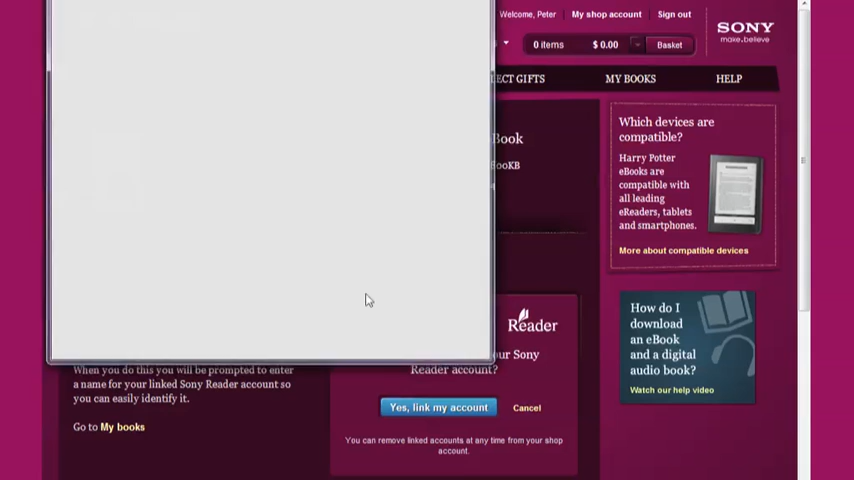 Welcome, Peter My shop account Sign out
SONY
make.believe
0 items $ 0.00 Basket
ECT GIFTS MY BOOKS HELP
Which devices are
compatible?
Harry Potter
eBooks are
compatible with
all leading
eReaders, tablets
and smartphones.
More about compatible devices
Book
How do I
download
an eBook
and a digital
audio book?
Watch our help video
Reader
our Sony
Reader account?
Yes, link my account Cancel
You can remove linked accounts at any time from your shop
account.
When you do this you will be prompted to enter
a name for your linked Sony Reader account so
you can easily identify it.
Go to My books